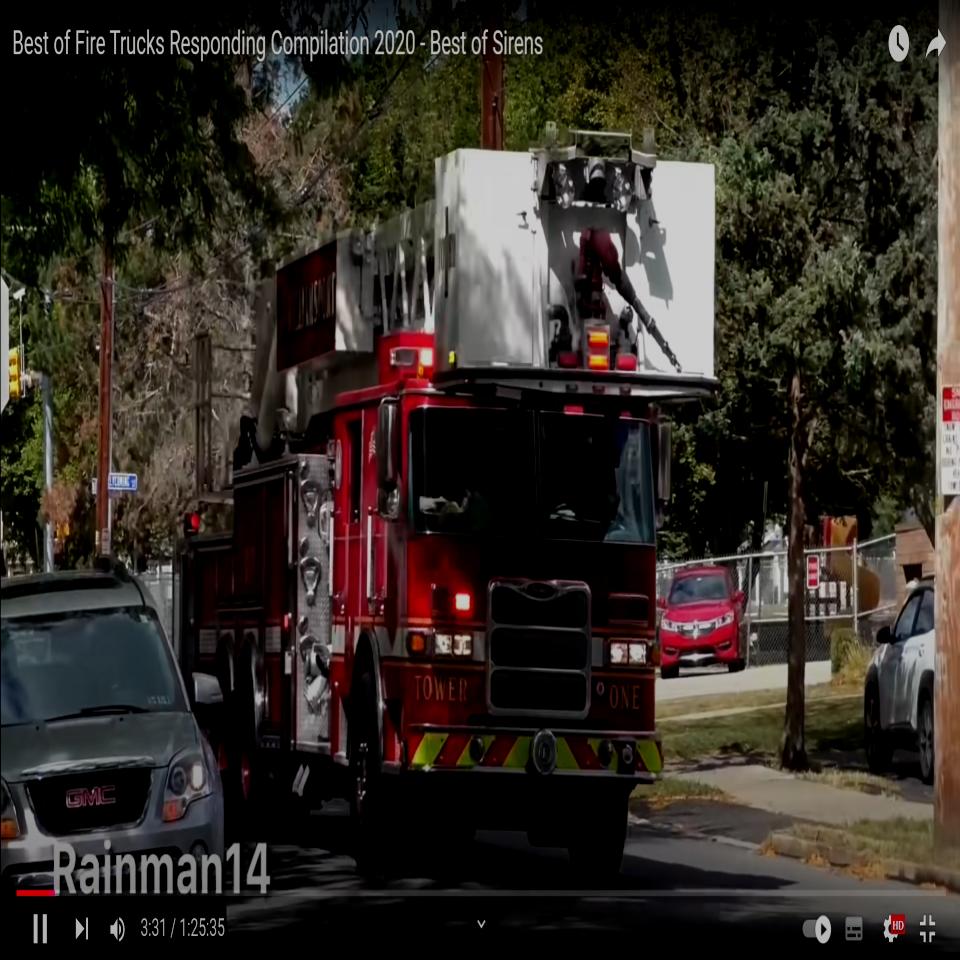 Best of Fire Trucks Responding Compilation 2020 - Best of Sirens
TOWER
ONE
GMC
Rainman14
3:31 / 1:25:35
HD